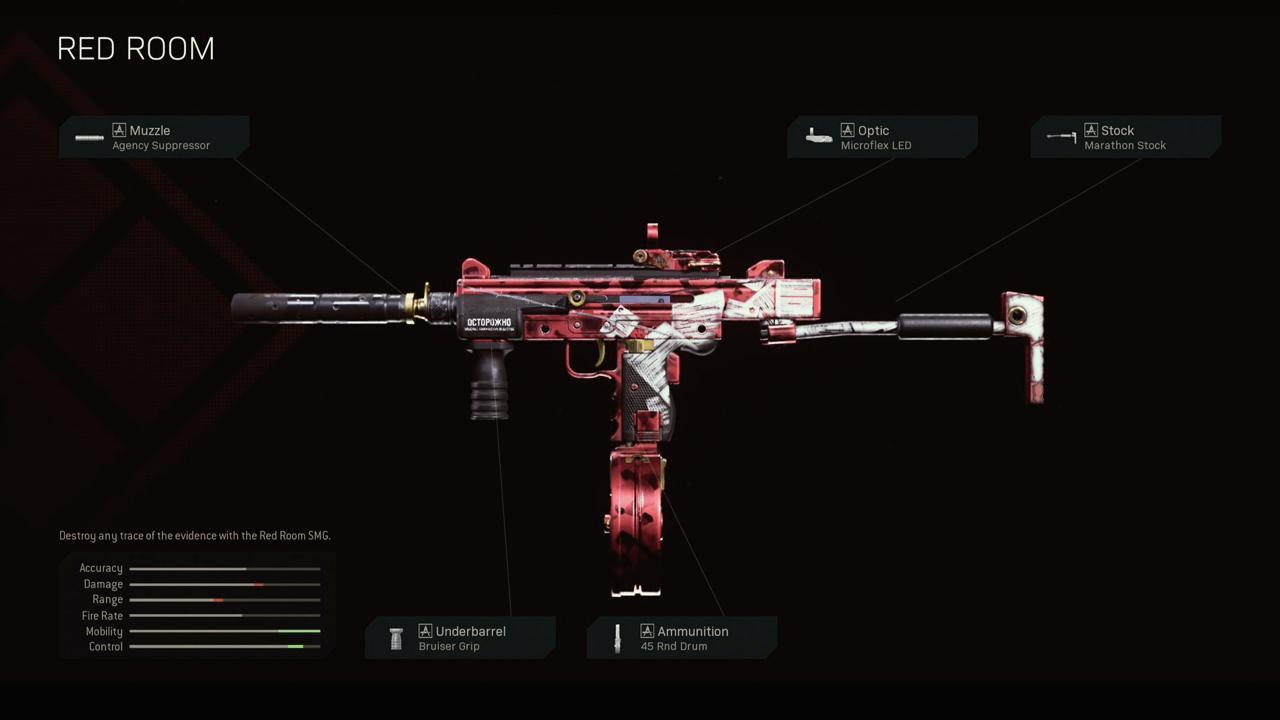 RED ROOM
Muzzle
Agency Suppressor
Optic
Microflex LED
Stock
Marathon Stock
ОСТОРОЖНО
Destroy any trace of the evidence with the Red Room SMG.
Accuracy
Damage
Range
Fire Rate
Mobility
Control
Underbarrel
Bruiser Grip
Ammunition
45 Rnd Drum